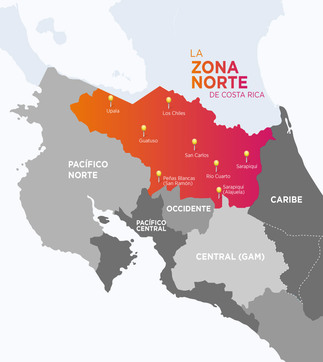 LA
ZONA
NORTE
DE COSTA RICA
Upala
Los Chiles
Guatuso
San Carlos
Sarapiquí
Río Cuarto
Peñas Blancas
(San Ramón)
Sarapiquí
(Alajuela)
PACÍFICO
NORTE
OCCIDENTE
CARIBE
PACÍFICO
CENTRAL
CENTRAL (GAM)